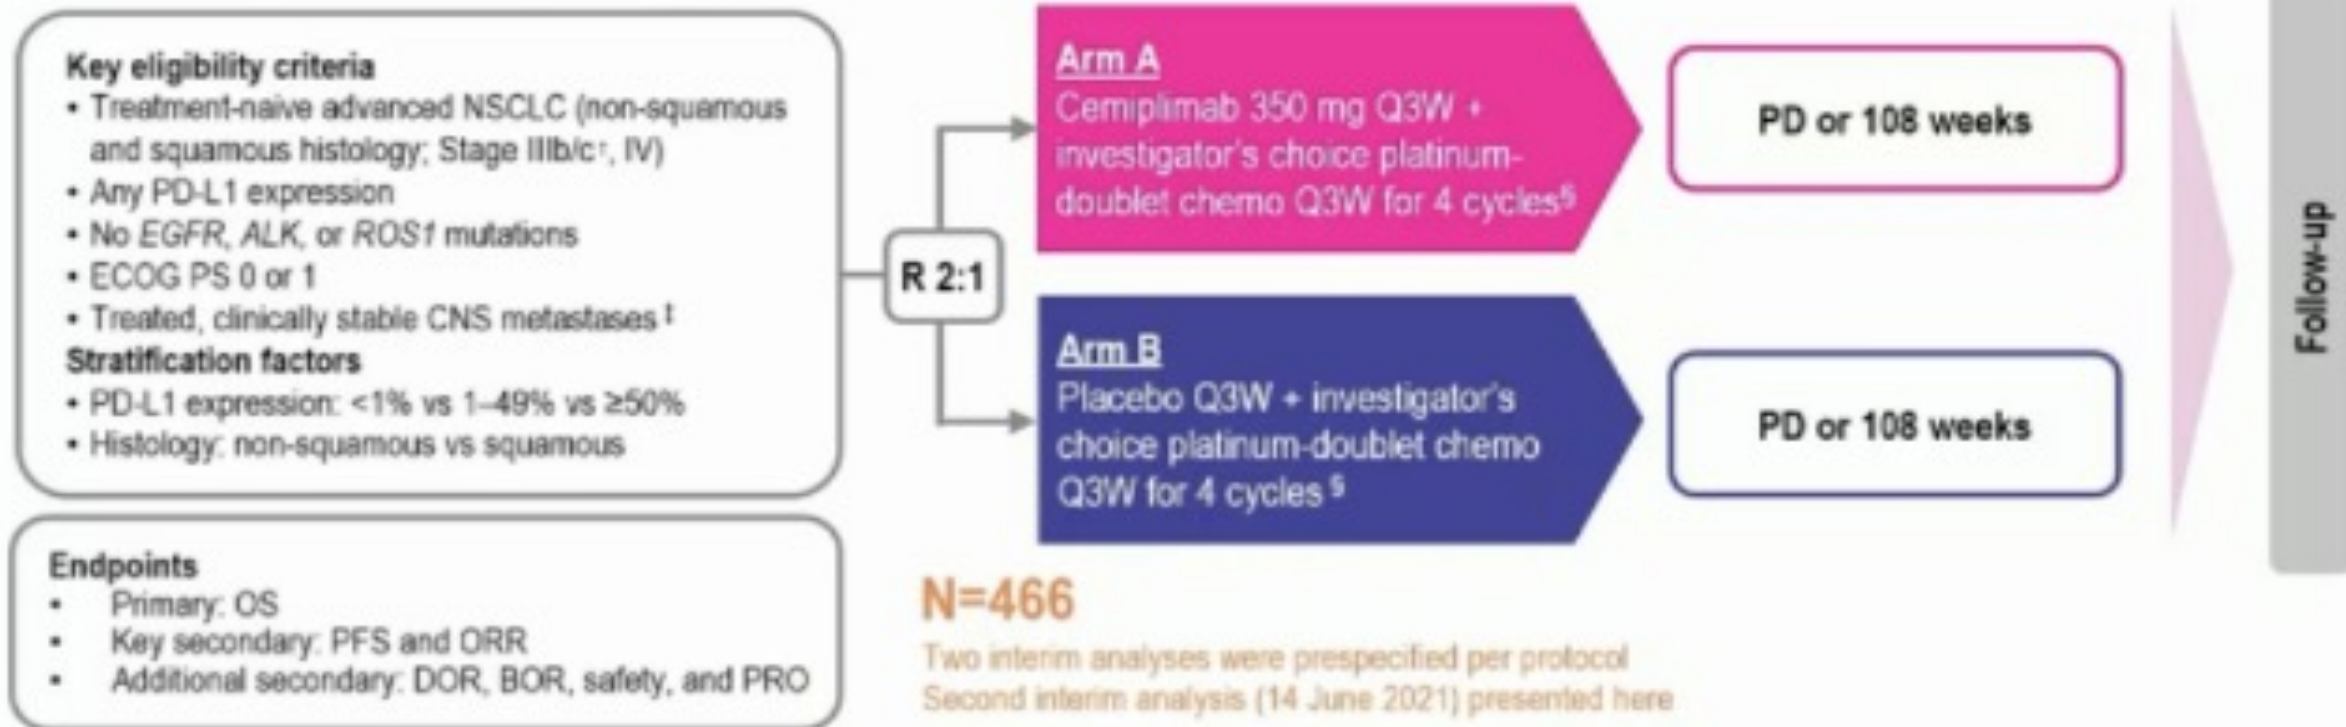 Key eligibility criteria
• Treatment-naive advanced NSCLC (non-squamous
and squamous histology; Stage IIIb/c†, IV)
• Any PD-L1 expression
• No EGFR, ALK, or ROS1 mutations
• ECOG PS 0 or 1
• Treated, clinically stable CNS metastases ‡
Stratification factors
• PD-L1 expression: <1% vs 1–49% vs ≥50%
• Histology: non-squamous vs squamous
Endpoints
• Primary: OS
• Key secondary: PFS and ORR
• Additional secondary: DOR, BOR, safety, and PRO
R 2:1
Arm A
Cemiplimab 350 mg Q3W +
investigator's choice platinum-
doublet chemo Q3W for 4 cycles§
PD or 108 weeks
Arm B
Placebo Q3W + investigator's
choice platinum-doublet chemo
Q3W for 4 cycles §
PD or 108 weeks
N=466
Two interim analyses were prespecified per protocol
Second interim analysis (14 June 2021) presented here
Follow-up